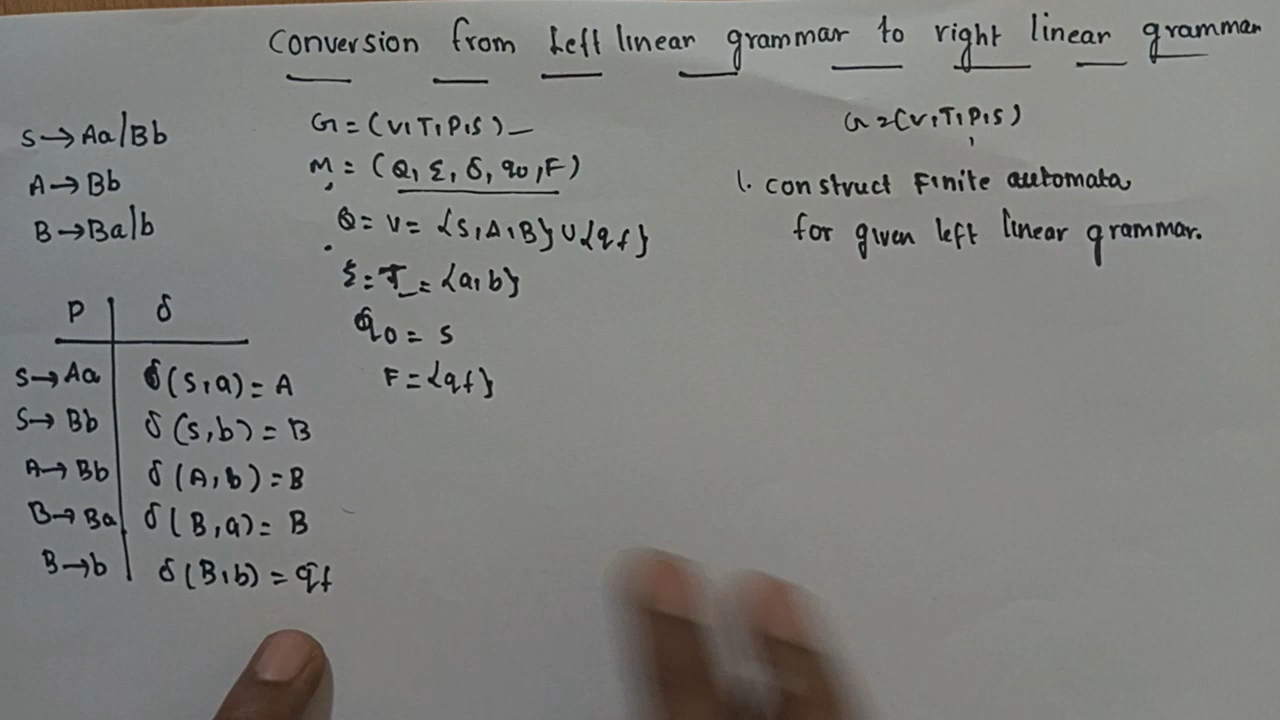 Conversion from Left linear grammar to right linear grammar
S→Aa/Bb
A→Bb
B→Ba/b
P | δ
S→Aa | δ(S,a)=A
S→Bb | δ(S,b)=B
A→Bb | δ(A,b)=B
B→Ba | δ(B,a)=B
B→b | δ(B,b)=qf
G=(V,T,P,S)
M=(Q,Σ,δ,q0,F)
Q=V={S,A,B}∪{qf}
Σ=T={a,b}
q0=S
F={qf}
G=(V,T,P,S)
1. construct Finite automata
for given left linear grammar.